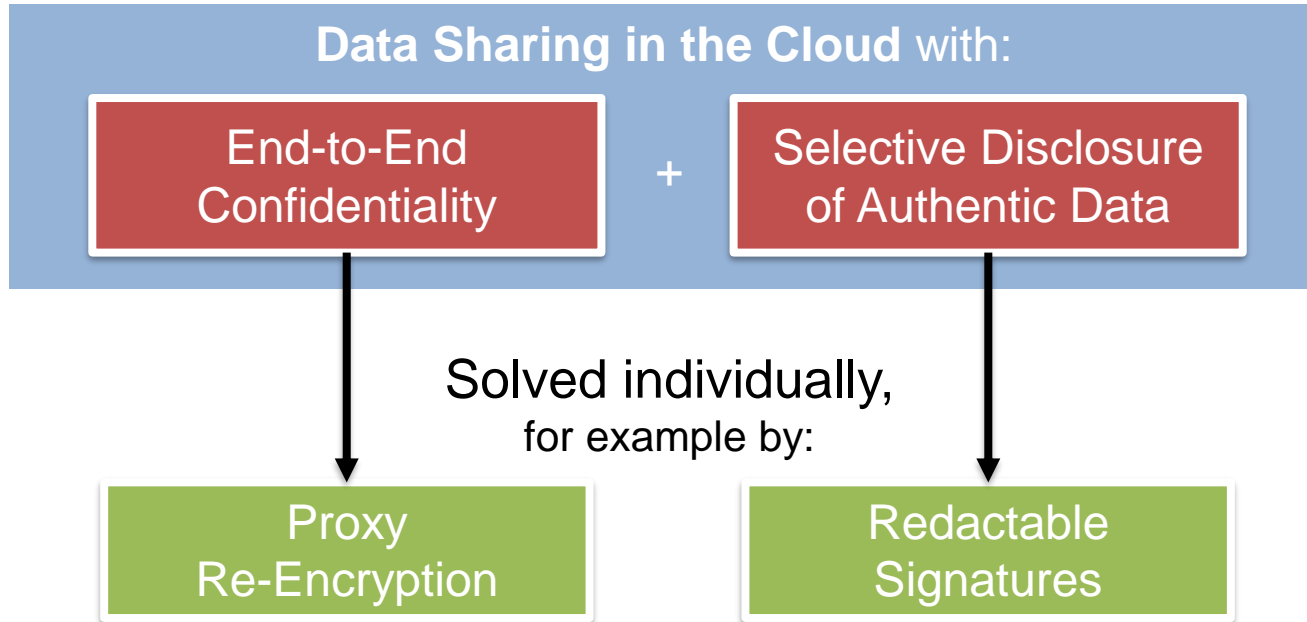 Data Sharing in the Cloud with:
End-to-End
Confidentiality
+
Selective Disclosure
of Authentic Data
Solved individually,
for example by:
Proxy
Re-Encryption
Redactable
Signatures